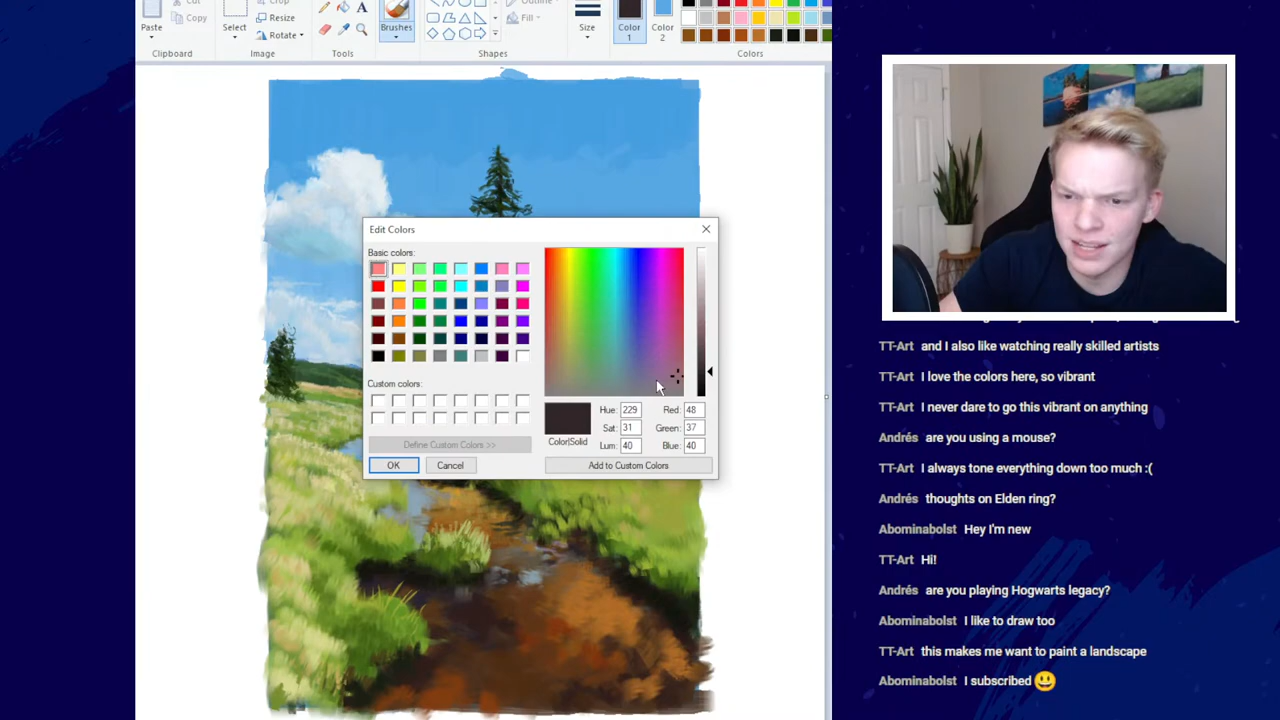 Crop
Paste
Copy
Select
Resize
Rotate
Brushes
Outline
Fill
Size
Color 1
Color 2
Clipboard
Image
Tools
Shapes
Colors
Edit Colors
Basic colors:
Custom colors:
Define Custom Colors >>
OK
Cancel
Color|Solid
Hue: 229
Sat: 31
Lum: 40
Red: 48
Green: 37
Blue: 40
Add to Custom Colors
TT-Art and I also like watching really skilled artists
TT-Art I love the colors here, so vibrant
TT-Art I never dare to go this vibrant on anything
Andrés are you using a mouse?
TT-Art I always tone everything down too much :(
Andrés thoughts on Elden ring?
Abominabolst Hey I'm new
TT-Art Hi!
Andrés are you playing Hogwarts legacy?
Abominabolst I like to draw too
TT-Art this makes me want to paint a landscape
Abominabolst I subscribed 😃